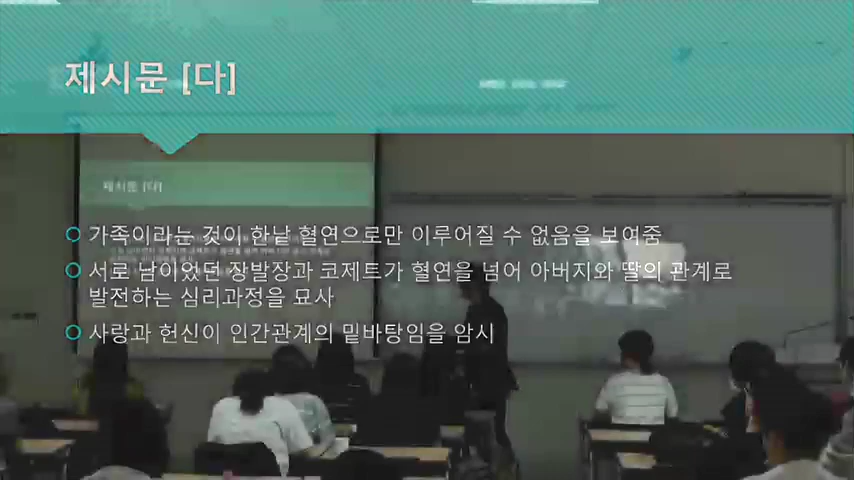 제시문 [다]
제시문 [다]
가족이라는 것이 한낱 혈연으로만 이루어질 수 없음을 보여줌
서로 남이었던 장발장과 코제트가 혈연을 넘어 아버지와 딸의 관계로
발전하는 심리과정을 묘사
사랑과 헌신이 인간관계의 밑바탕임을 암시